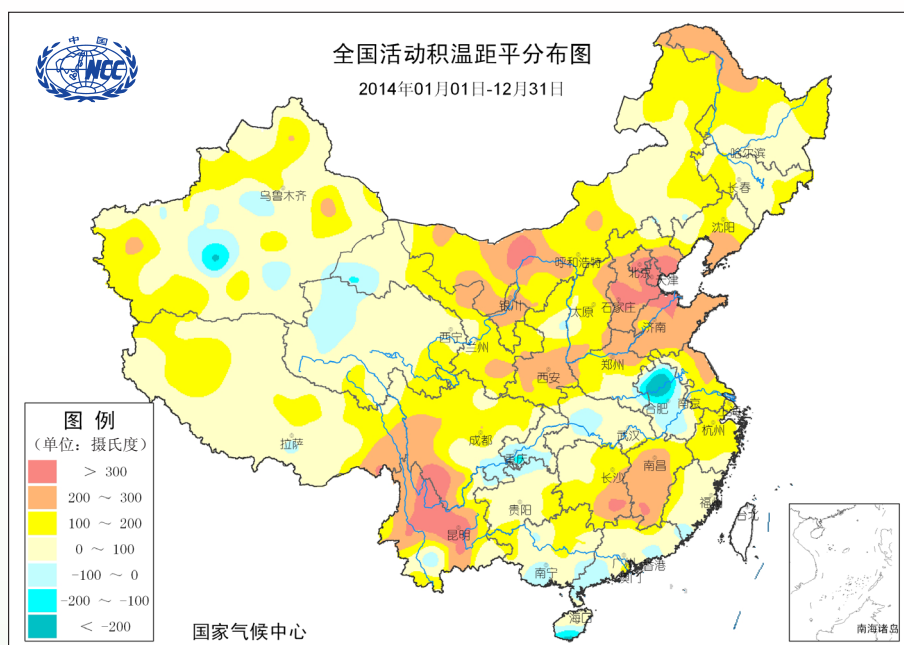 中国
NCC
全国活动积温距平分布图
2014年01月01日-12月31日
哈尔滨
长春
沈阳
乌鲁木齐
呼和浩特
北京
天津
银川
太原
石家庄
济南
西宁
兰州
西安
郑州
合肥
南京
上海
杭州
武汉
成都
重庆
拉萨
长沙
南昌
贵阳
福
台北
昆明
南宁
广州
香港
澳门
海口
图 例
(单位: 摄氏度)
> 300
200 ~ 300
100 ~ 200
0 ~ 100
-100 ~ 0
-200 ~ -100
< -200
国家气候中心
南海诸岛